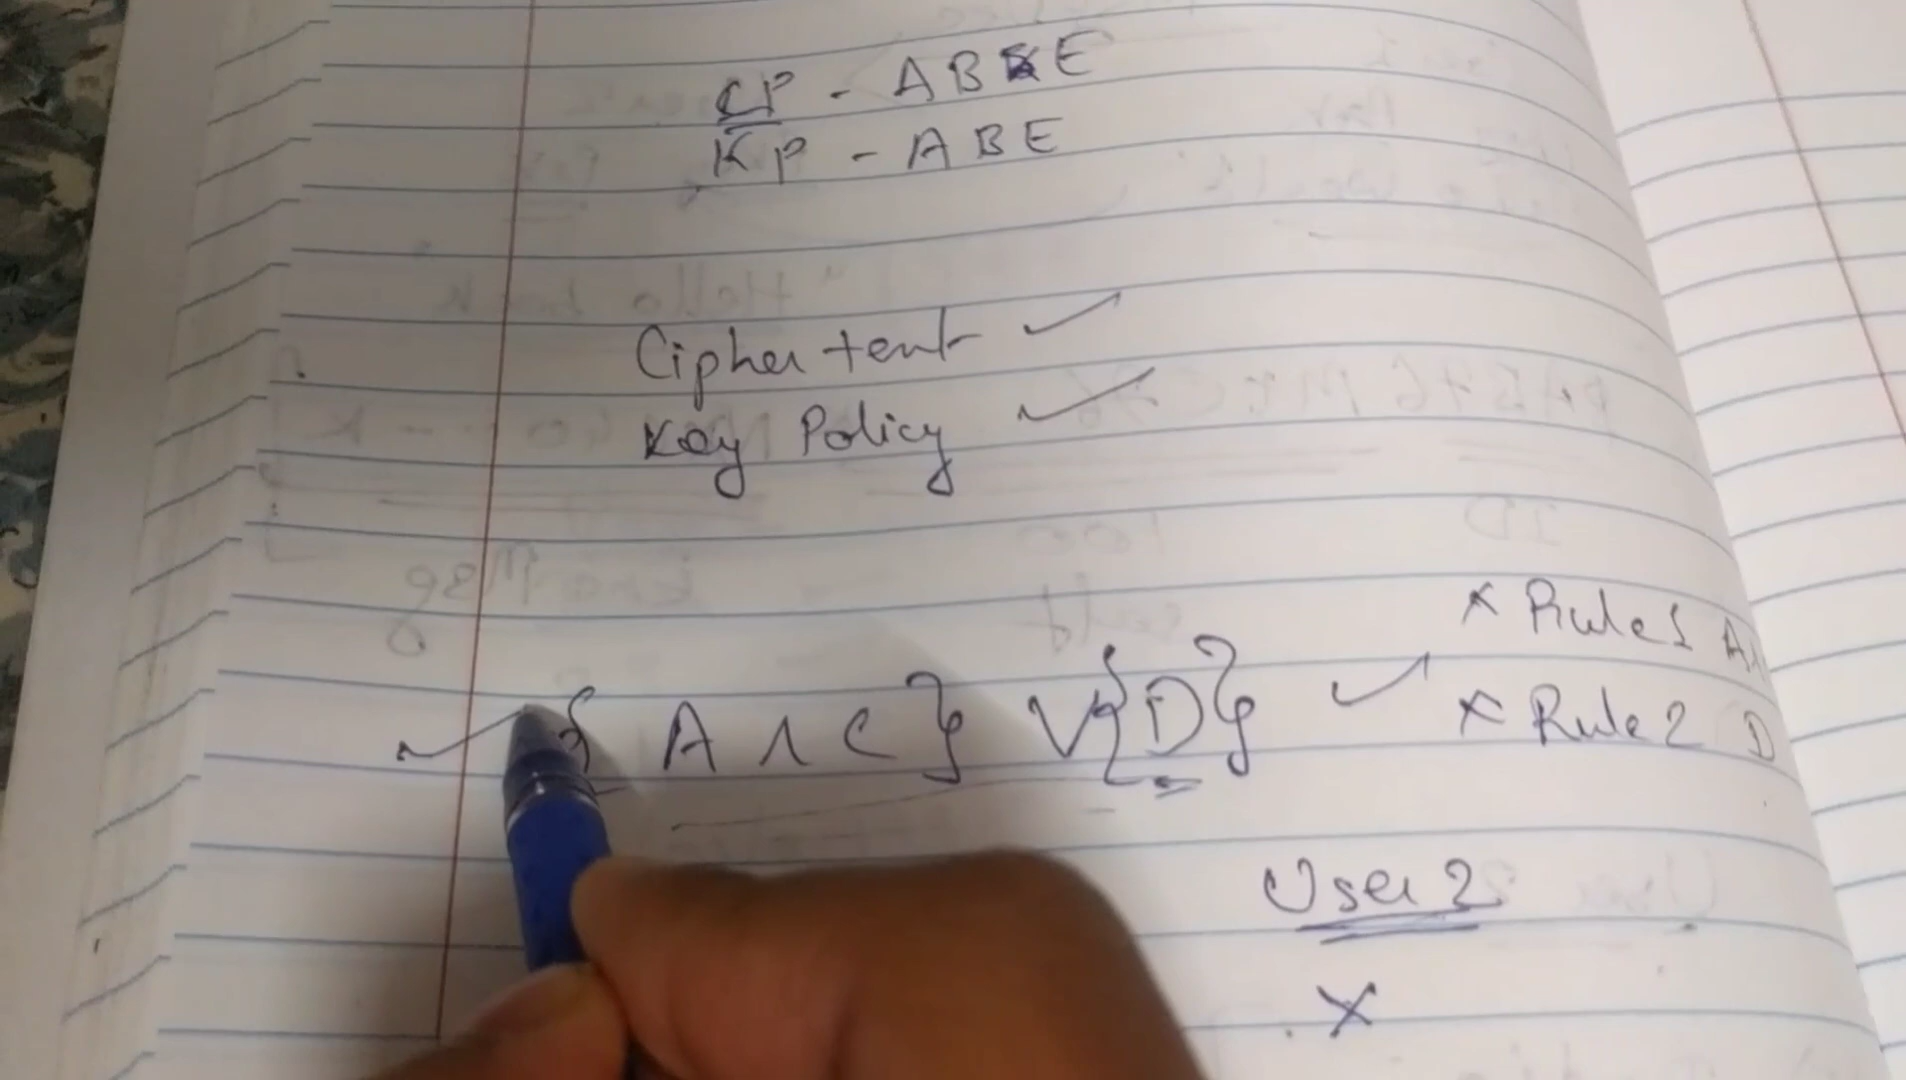 CP - ABE
KP - ABE
Ciphertext ✓
Key Policy ✓
✓ { A ∧ C } V { D } ✓
× Rule 1 A∧
× Rule 2 D
User 2
×